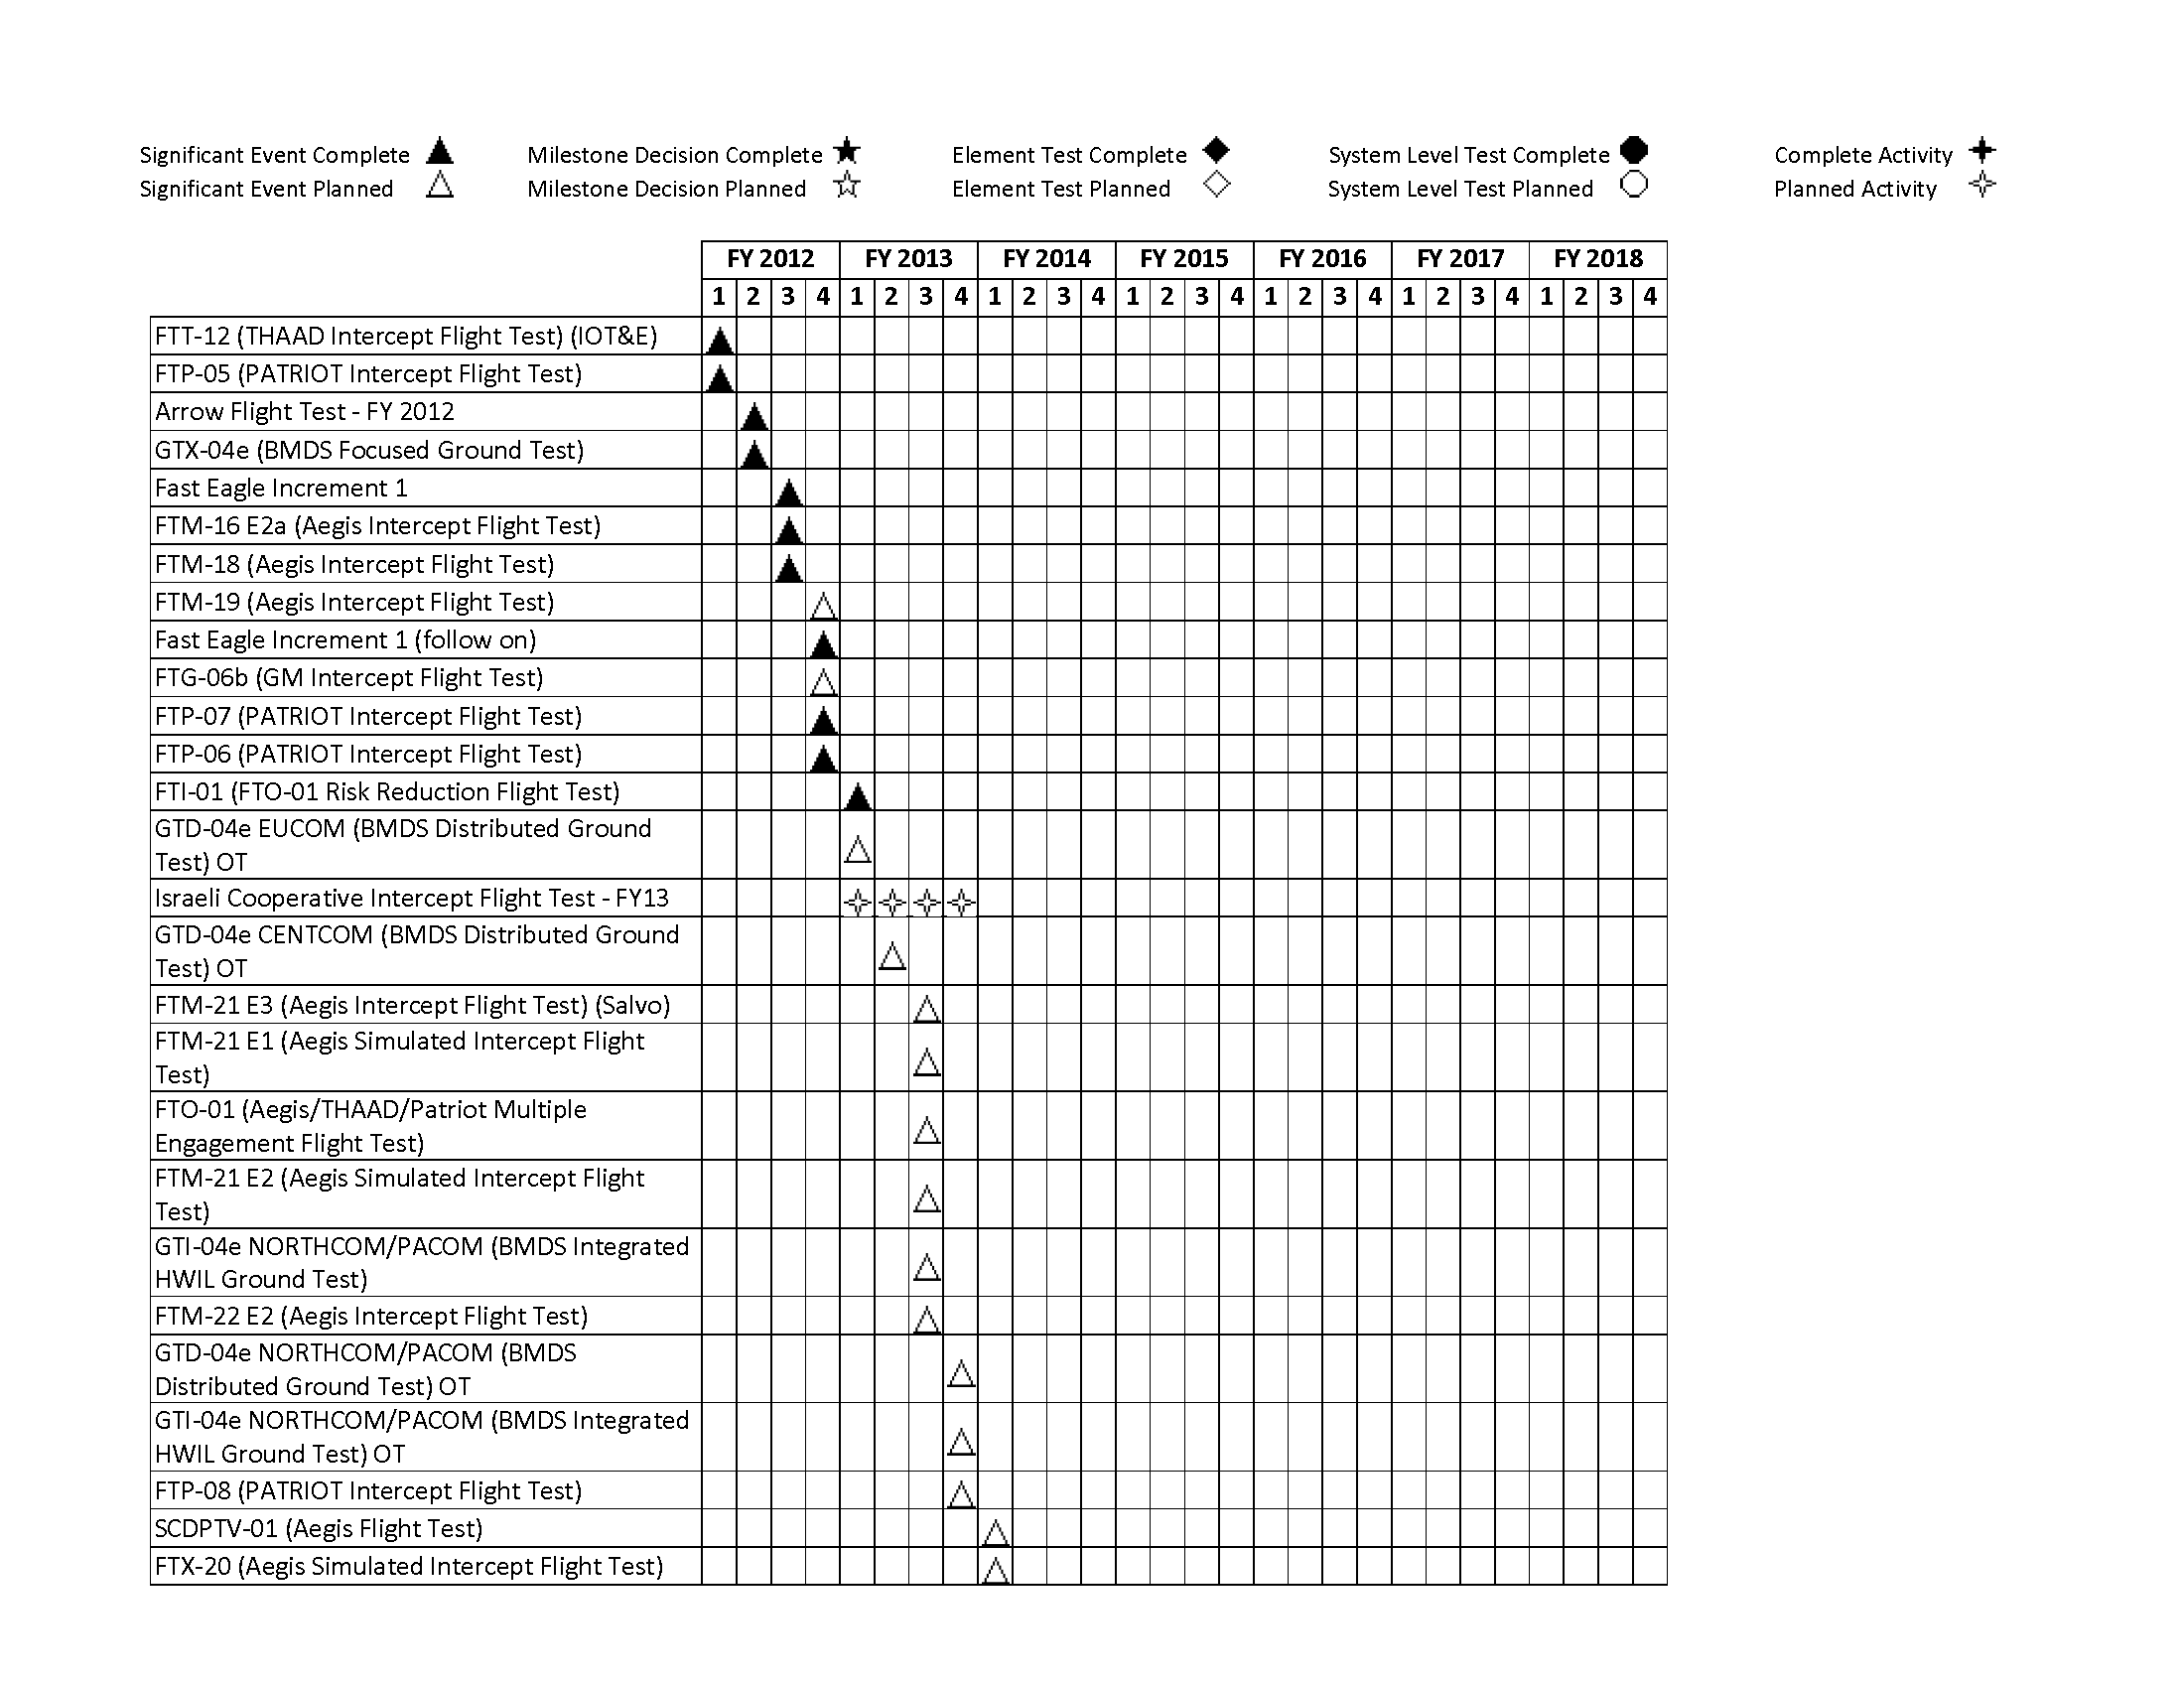 Significant Event Complete Milestone Decision Complete Element Test Complete System Level Test Complete Complete Activity
Significant Event Planned Milestone Decision Planned Element Test Planned System Level Test Planned Planned Activity
FY 2012 FY 2013 FY 2014 FY 2015 FY 2016 FY 2017 FY 2018
1 2 3 4 1 2 3 4 1 2 3 4 1 2 3 4 1 2 3 4 1 2 3 4 1 2 3 4
FTT-12 (THAAD Intercept Flight Test) (IOT&E)
FTP-05 (PATRIOT Intercept Flight Test)
Arrow Flight Test - FY 2012
GTX-04e (BMDS Focused Ground Test)
Fast Eagle Increment 1
FTM-16 E2a (Aegis Intercept Flight Test)
FTM-18 (Aegis Intercept Flight Test)
FTM-19 (Aegis Intercept Flight Test)
Fast Eagle Increment 1 (follow on)
FTG-06b (GM Intercept Flight Test)
FTP-07 (PATRIOT Intercept Flight Test)
FTP-06 (PATRIOT Intercept Flight Test)
FTI-01 (FTO-01 Risk Reduction Flight Test)
GTD-04e EUCOM (BMDS Distributed Ground
Test) OT
Israeli Cooperative Intercept Flight Test - FY13
GTD-04e CENTCOM (BMDS Distributed Ground
Test) OT
FTM-21 E3 (Aegis Intercept Flight Test) (Salvo)
FTM-21 E1 (Aegis Simulated Intercept Flight
Test)
FTO-01 (Aegis/THAAD/Patriot Multiple
Engagement Flight Test)
FTM-21 E2 (Aegis Simulated Intercept Flight
Test)
GTI-04e NORTHCOM/PACOM (BMDS Integrated
HWIL Ground Test)
FTM-22 E2 (Aegis Intercept Flight Test)
GTD-04e NORTHCOM/PACOM (BMDS
Distributed Ground Test) OT
GTI-04e NORTHCOM/PACOM (BMDS Integrated
HWIL Ground Test) OT
FTP-08 (PATRIOT Intercept Flight Test)
SCDPTV-01 (Aegis Flight Test)
FTX-20 (Aegis Simulated Intercept Flight Test)